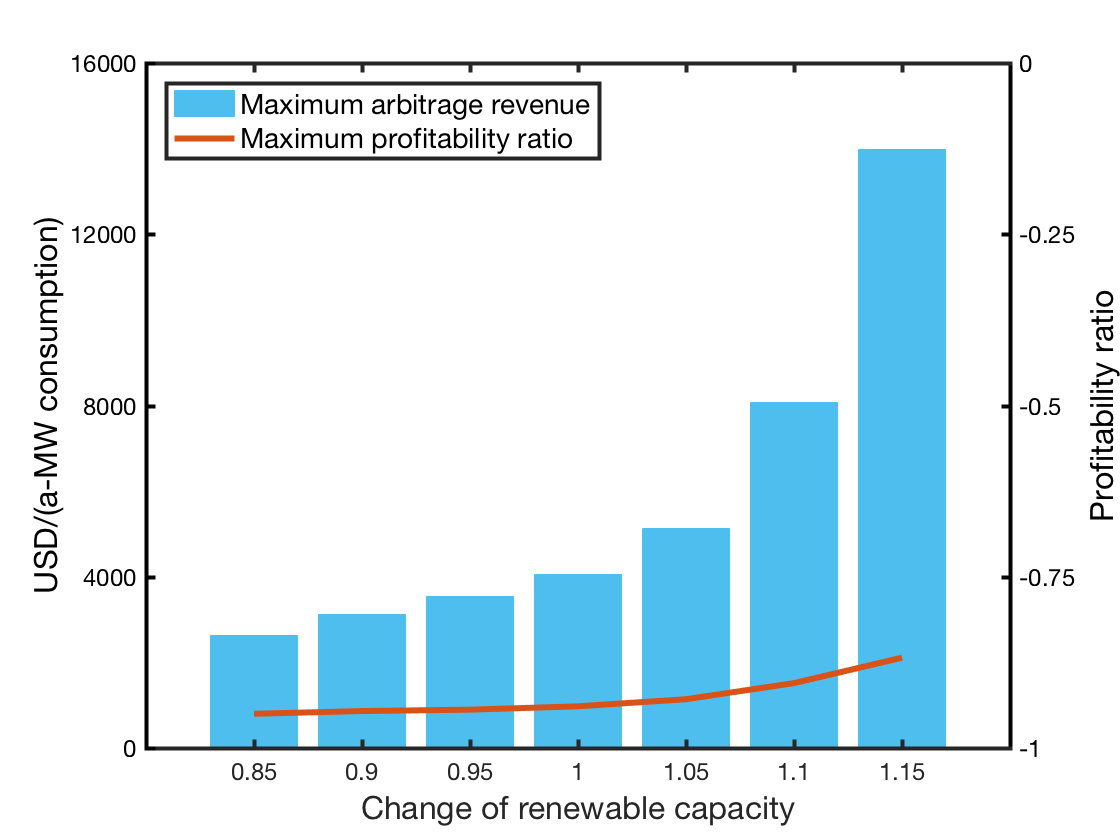 16000
12000
8000
4000
0
USD/(a-MW consumption)
Maximum arbitrage revenue
Maximum profitability ratio
0
-0.25
-0.5
-0.75
-1
Profitability ratio
0.85 0.9 0.95 1 1.05 1.1 1.15
Change of renewable capacity